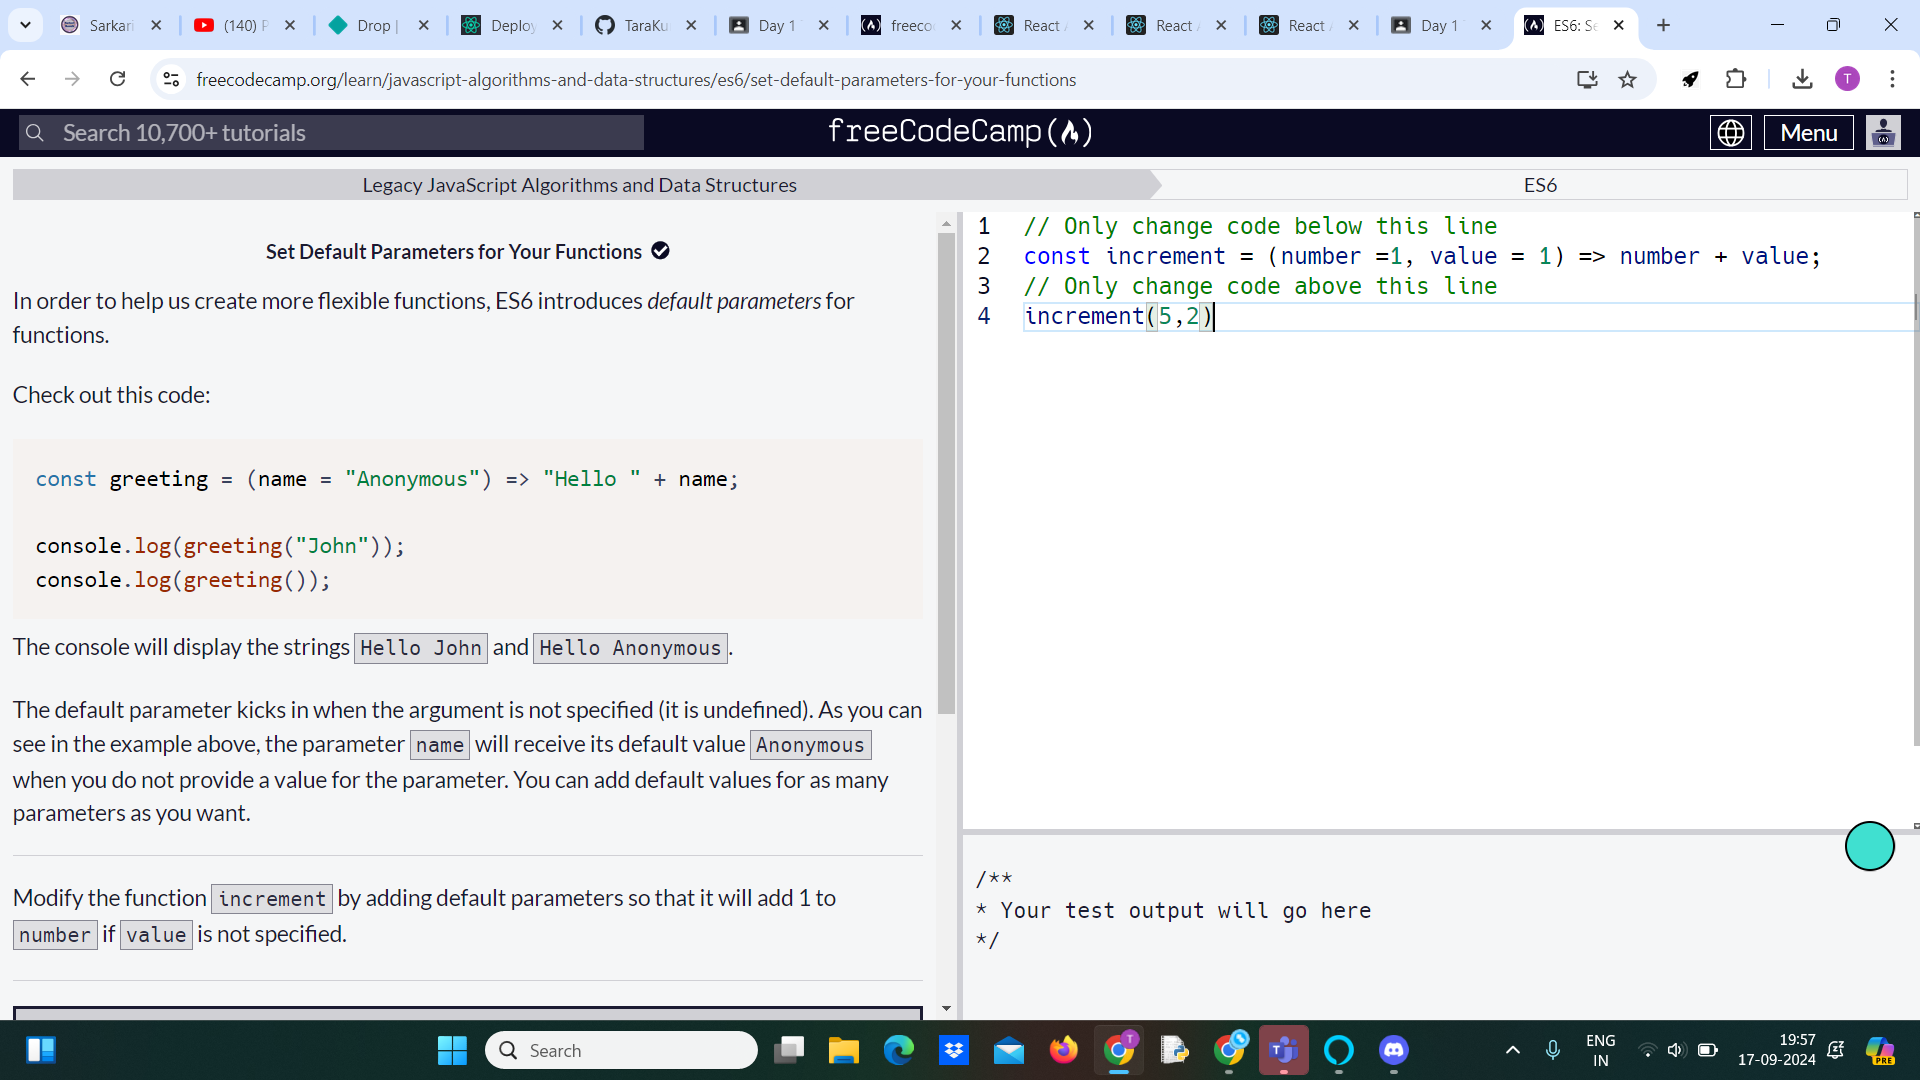 Sarkari
(140) P
Drop |
Deploy
TaraKu
Day 1
freeco
React
React
React
Day 1
ES6: Se
freecodecamp.org/learn/javascript-algorithms-and-data-structures/es6/set-default-parameters-for-your-functions
T
Search 10,700+ tutorials
freeCodeCamp
Menu
Legacy JavaScript Algorithms and Data Structures
ES6
Set Default Parameters for Your Functions
In order to help us create more flexible functions, ES6 introduces default parameters for
functions.
Check out this code:
const greeting = (name = "Anonymous") => "Hello " + name;
console.log(greeting("John"));
console.log(greeting());
The console will display the strings Hello John and Hello Anonymous.
The default parameter kicks in when the argument is not specified (it is undefined). As you can
see in the example above, the parameter name will receive its default value Anonymous
when you do not provide a value for the parameter. You can add default values for as many
parameters as you want.
Modify the function increment by adding default parameters so that it will add 1 to
number if value is not specified.
1 // Only change code below this line
2 const increment = (number =1, value = 1) => number + value;
3 // Only change code above this line
4 increment(5,2)
/**
* Your test output will go here
*/
Search
T
ENG
IN
19:57
17-09-2024
PRE